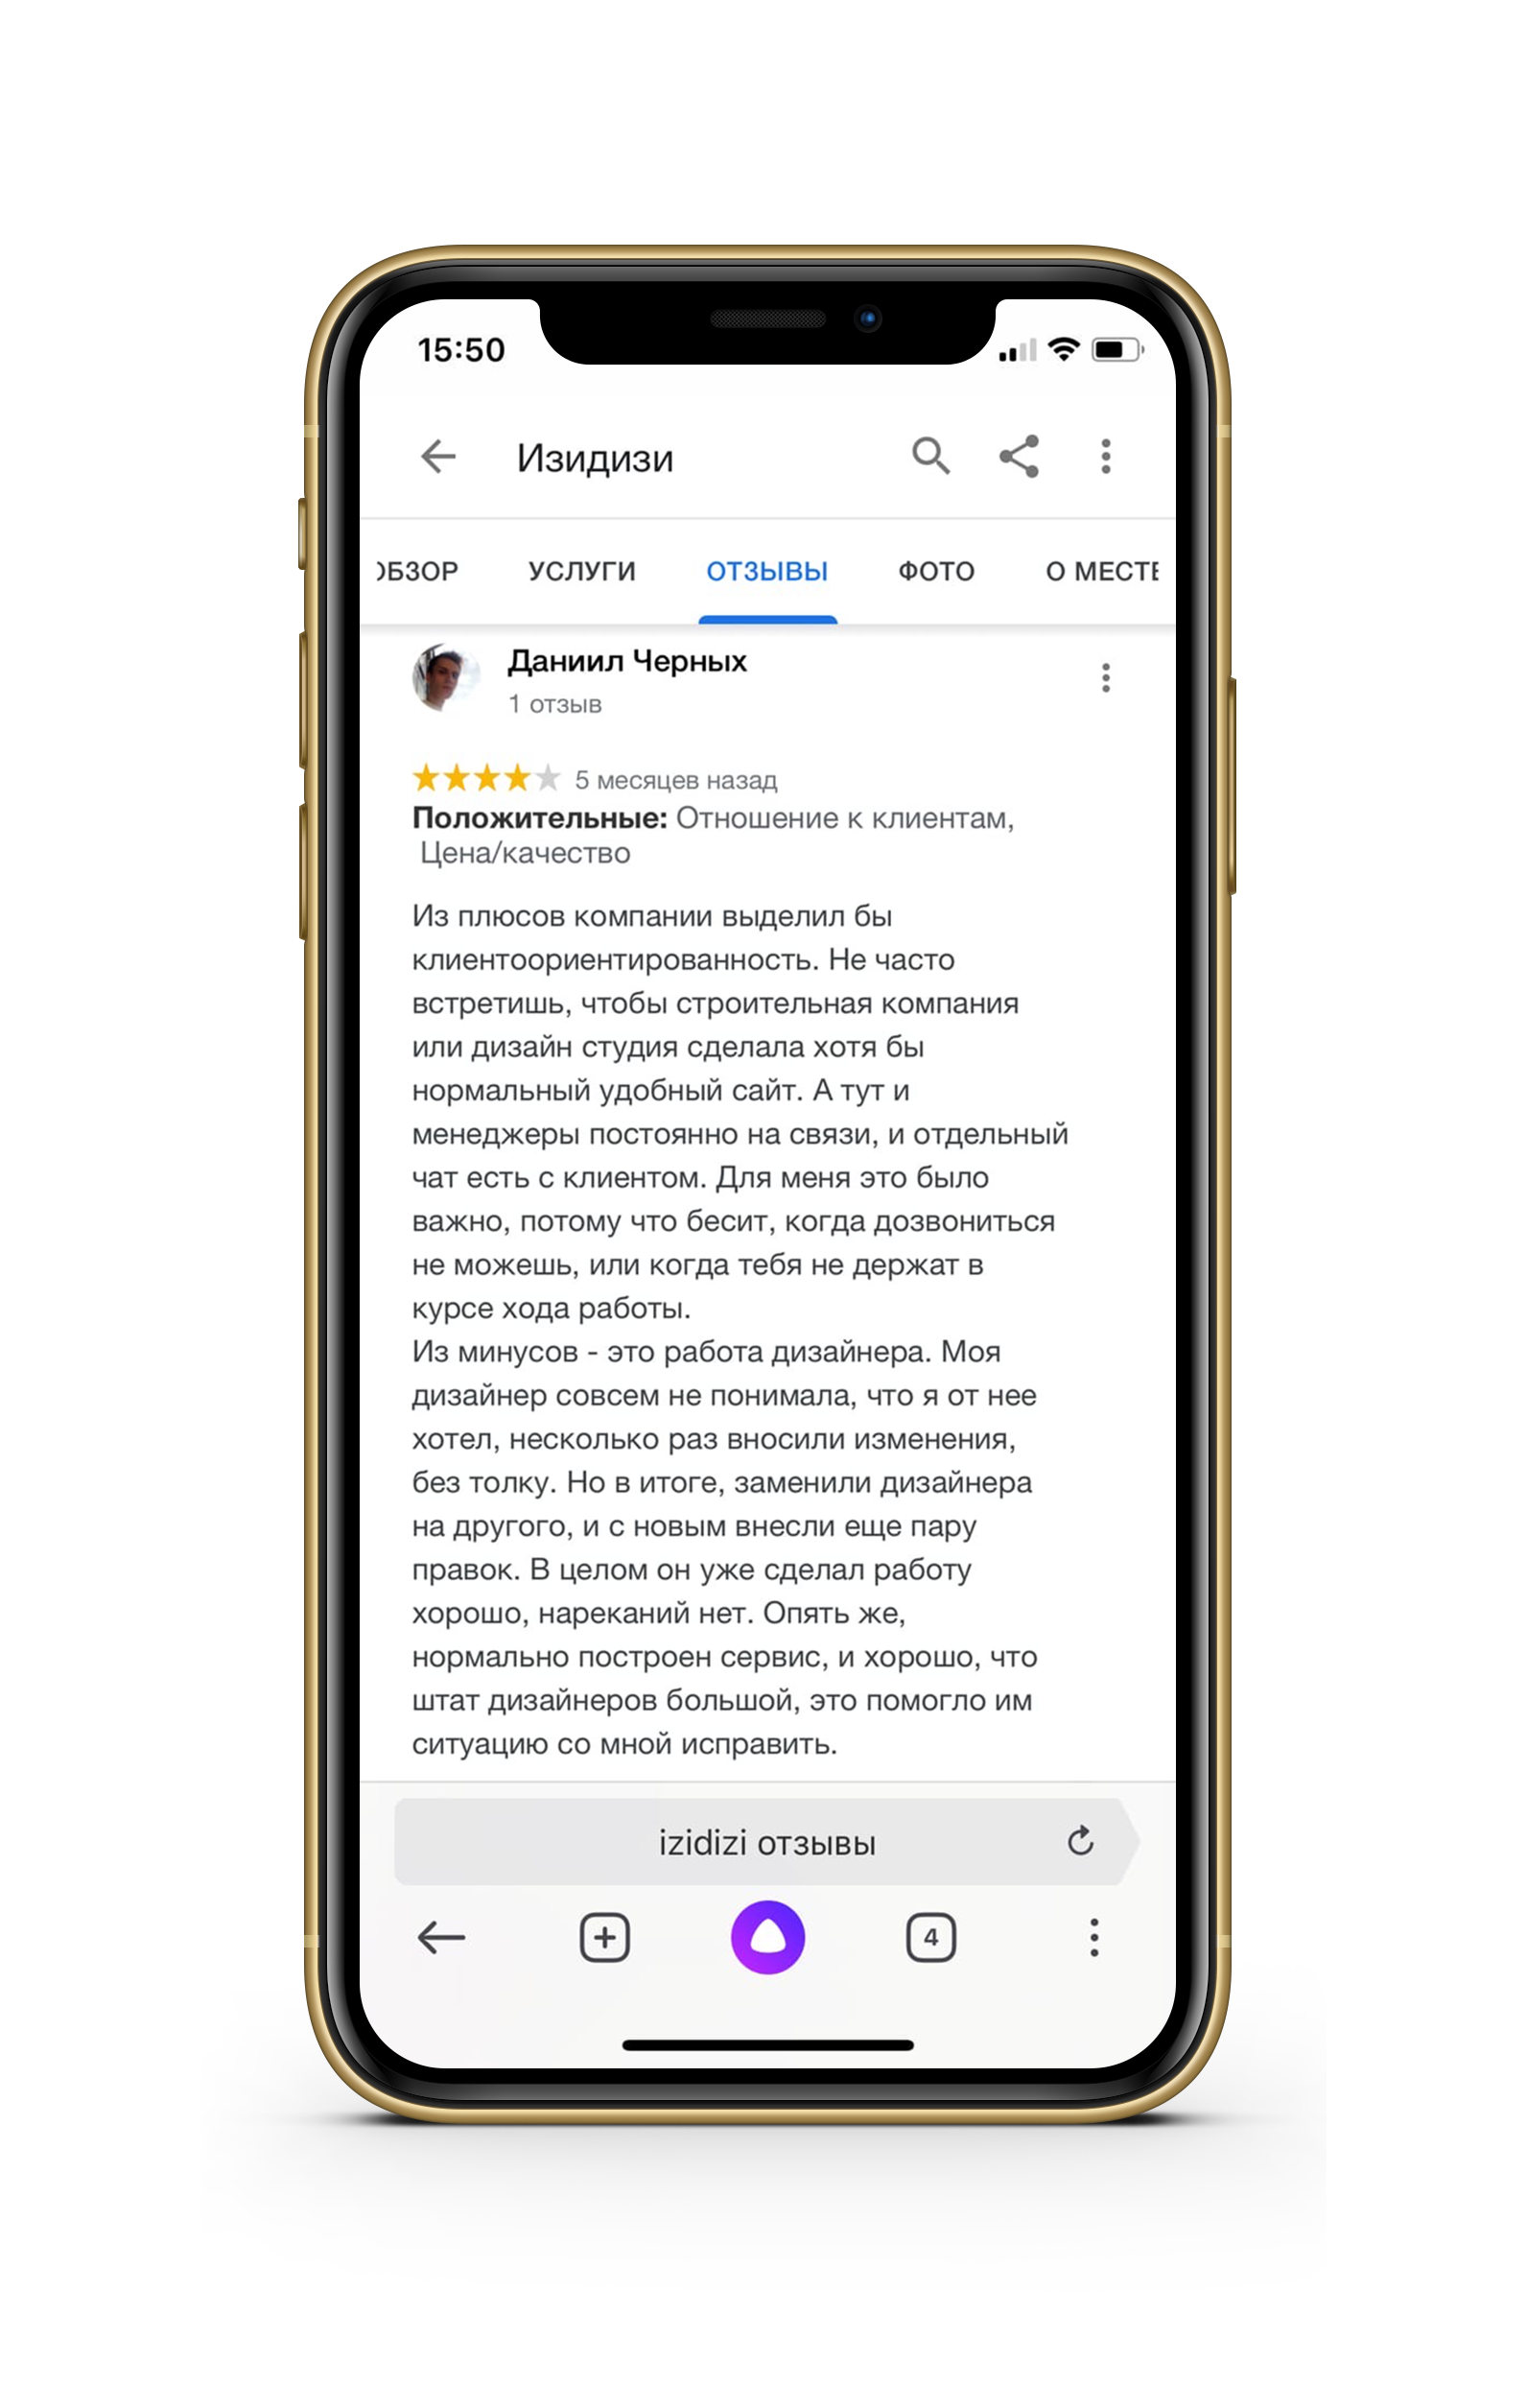 15:50
Изидизи
ОБЗОР УСЛУГИ ОТЗЫВЫ ФОТО О МЕСТЕ
Даниил Черных
1 отзыв
5 месяцев назад
Положительные: Отношение к клиентам,
Цена/качество
Из плюсов компании выделил бы
клиентоориентированность. Не часто
встретишь, чтобы строительная компания
или дизайн студия сделала хотя бы
нормальный удобный сайт. А тут и
менеджеры постоянно на связи, и отдельный
чат есть с клиентом. Для меня это было
важно, потому что бесит, когда дозвониться
не можешь, или когда тебя не держат в
курсе хода работы.
Из минусов - это работа дизайнера. Моя
дизайнер совсем не понимала, что я от нее
хотел, несколько раз вносили изменения,
без толку. Но в итоге, заменили дизайнера
на другого, и с новым внесли еще пару
правок. В целом он уже сделал работу
хорошо, нареканий нет. Опять же,
нормально построен сервис, и хорошо, что
штат дизайнеров большой, это помогло им
ситуацию со мной исправить.
izidizi отзывы
4